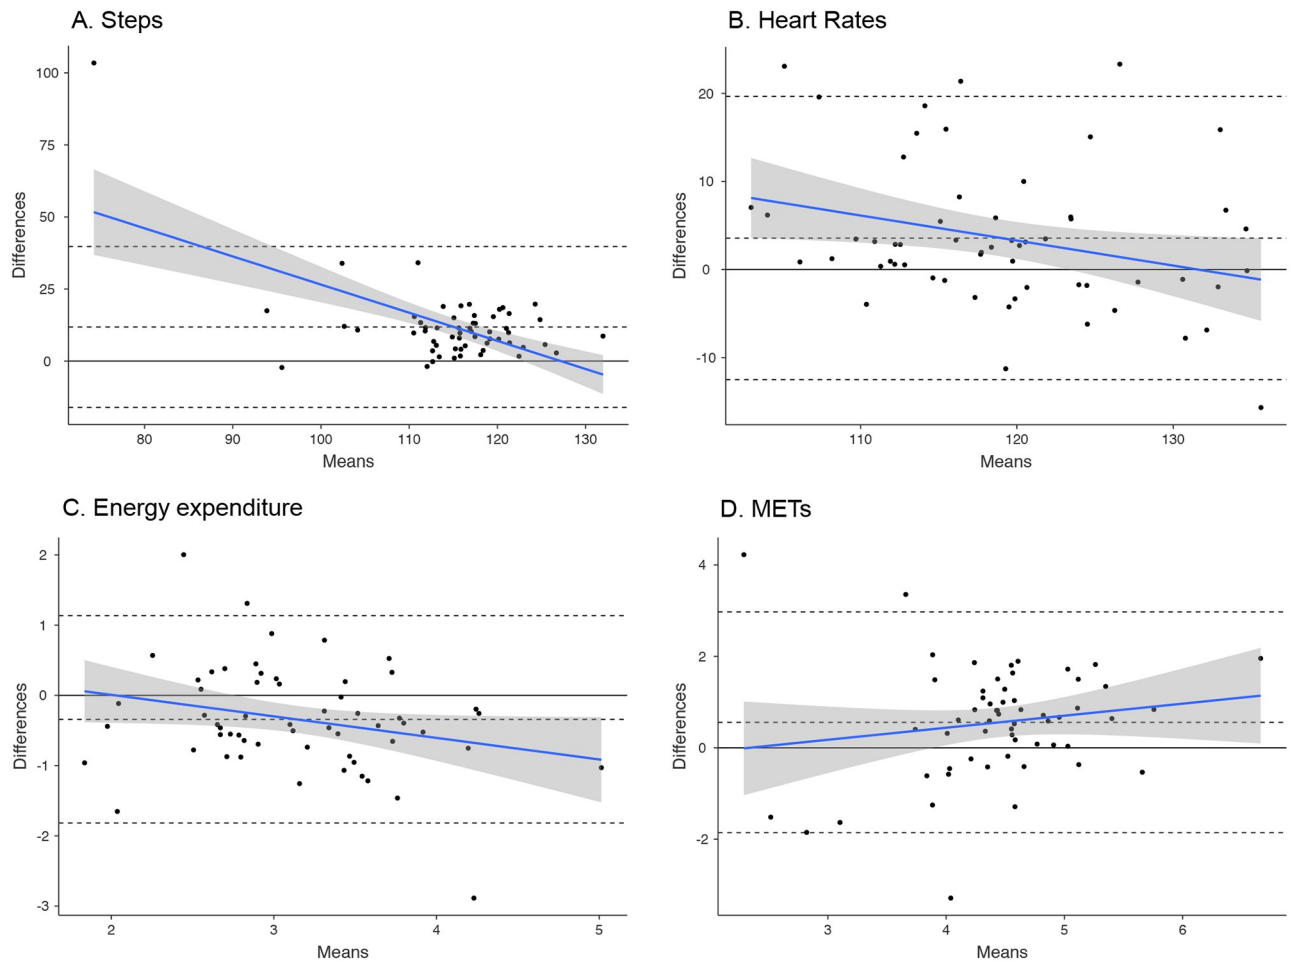 A. Steps
100
75
50
25
0
Differences
80 90 100 110 120 130
Means
B. Heart Rates
20
10
0
-10
Differences
110 120 130
Means
C. Energy expenditure
2
1
0
-1
-2
-3
Differences
2 3 4 5
Means
D. METs
4
2
0
-2
Differences
3 4 5 6
Means